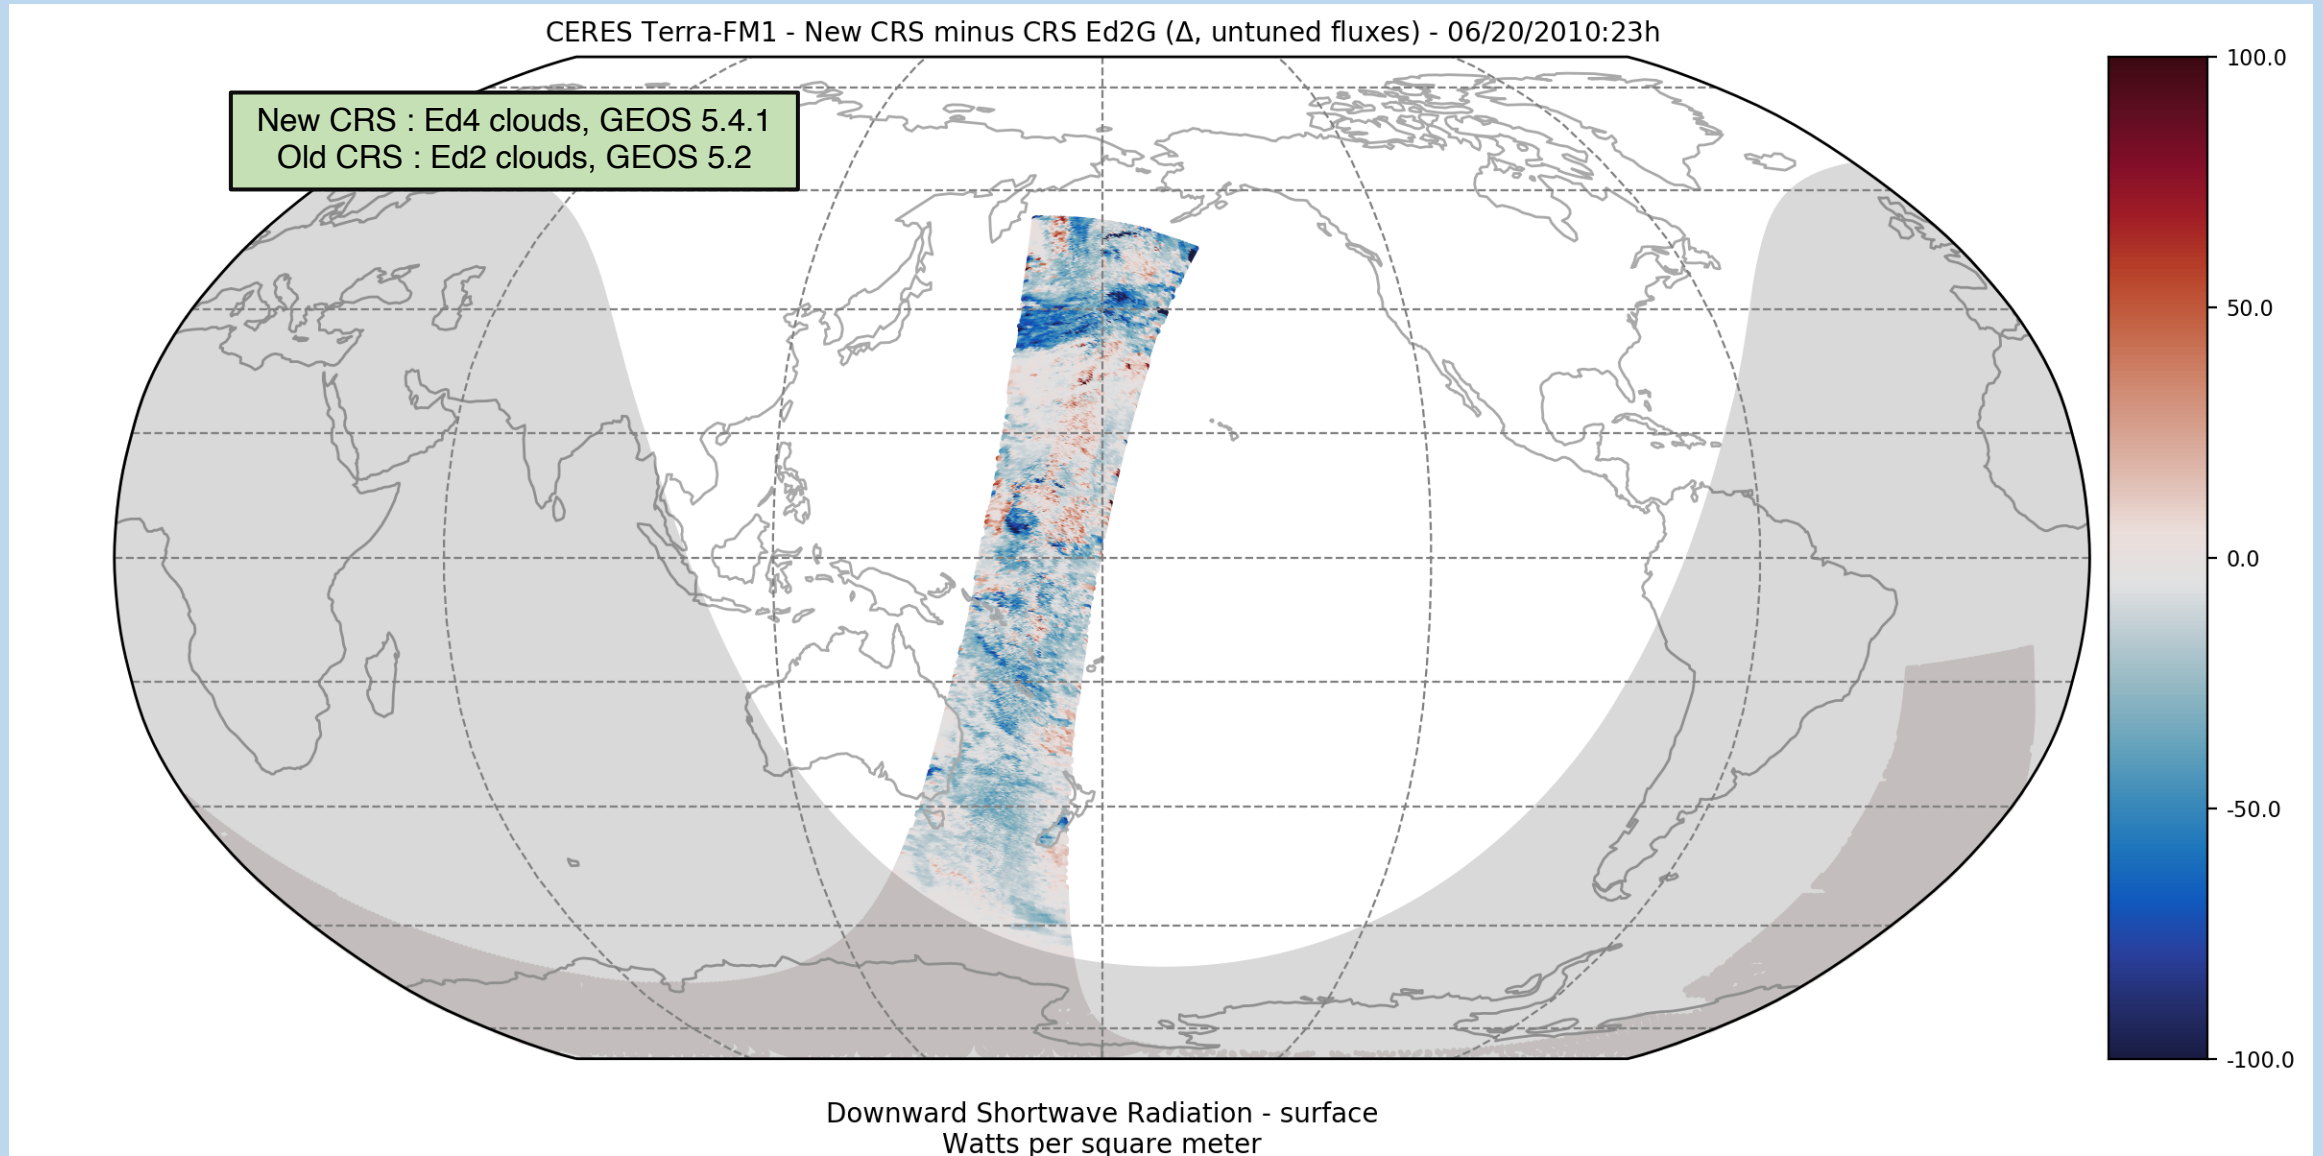 CERES Terra-FM1 - New CRS minus CRS Ed2G (Δ, untuned fluxes) - 06/20/2010:23h
New CRS : Ed4 clouds, GEOS 5.4.1
Old CRS : Ed2 clouds, GEOS 5.2
100.0
50.0
0.0
-50.0
-100.0
Downward Shortwave Radiation - surface
Watts per square meter